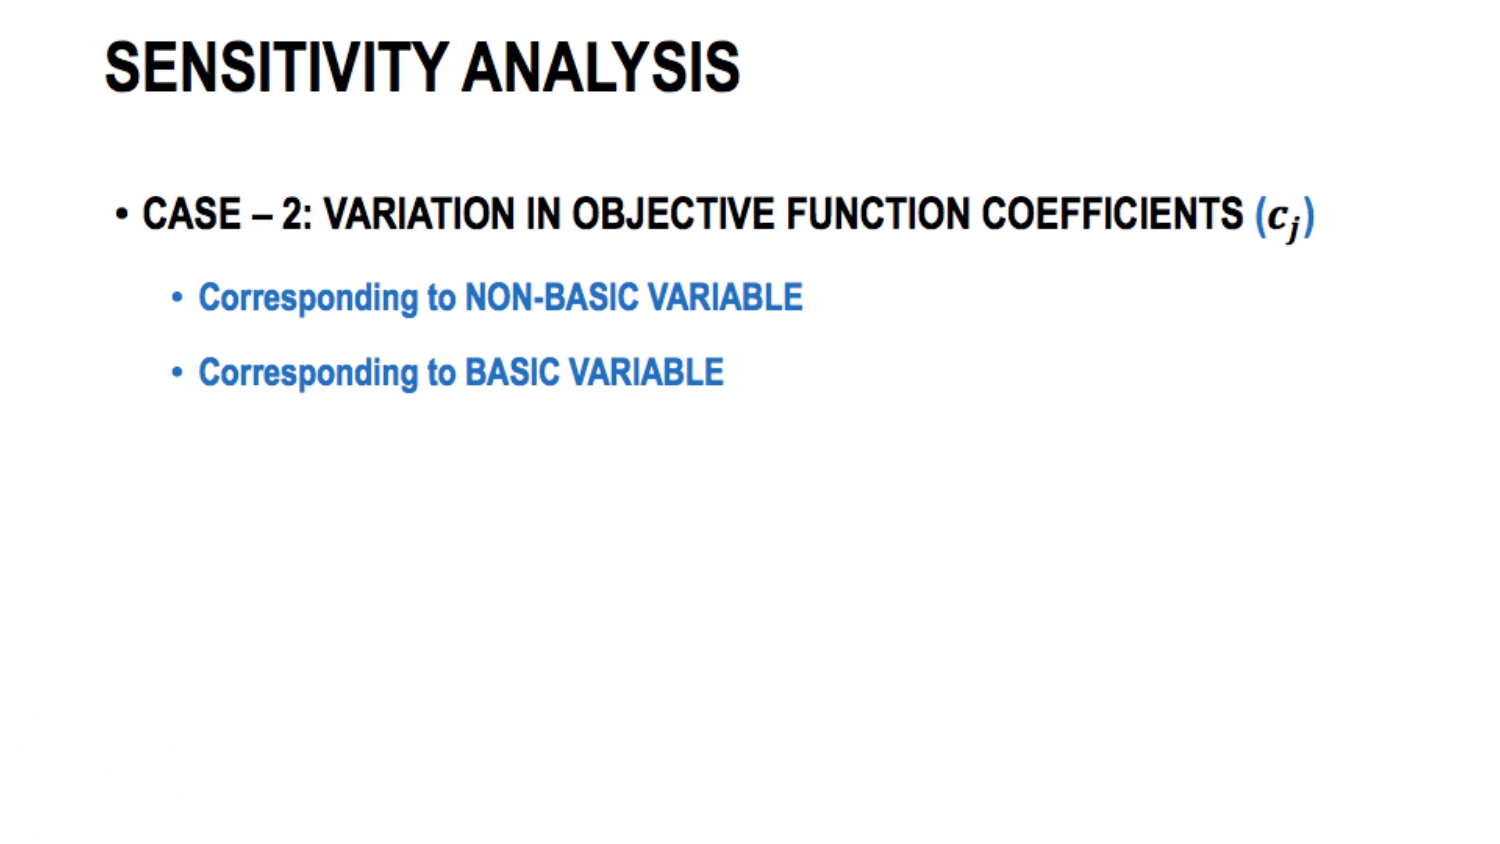 SENSITIVITY ANALYSIS
• CASE – 2: VARIATION IN OBJECTIVE FUNCTION COEFFICIENTS (c_j)
• Corresponding to NON-BASIC VARIABLE
• Corresponding to BASIC VARIABLE